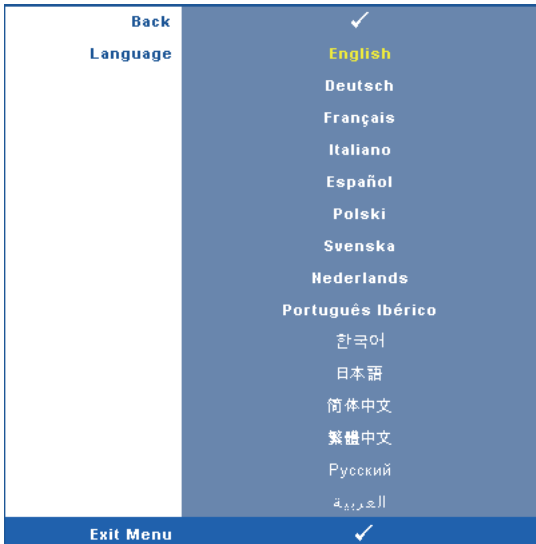 Back ✓
Language English
Deutsch
Français
Italiano
Español
Polski
Svenska
Nederlands
Português Ibérico
한국어
日本語
简体中文
繁體中文
Русский
العربية
Exit Menu ✓